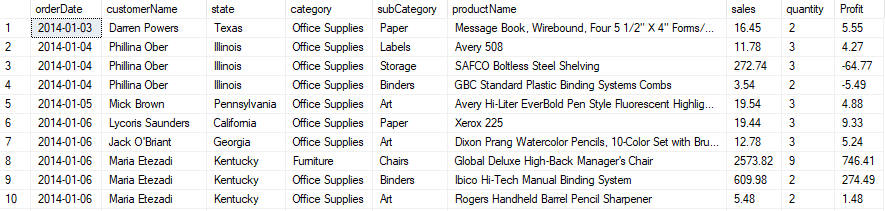 orderDate customerName state category subCategory productName sales quantity Profit
1 2014-01-03 Darren Powers Texas Office Supplies Paper Message Book, Wirebound, Four 5 1/2" X 4" Forms/... 16.45 2 5.55
2 2014-01-04 Phillina Ober Illinois Office Supplies Labels Avery 508 11.78 3 4.27
3 2014-01-04 Phillina Ober Illinois Office Supplies Storage SAFCO Boltless Steel Shelving 272.74 3 -64.77
4 2014-01-04 Phillina Ober Illinois Office Supplies Binders GBC Standard Plastic Binding Systems Combs 3.54 2 -5.49
5 2014-01-05 Mick Brown Pennsylvania Office Supplies Art Avery Hi-Liter EverBold Pen Style Fluorescent Highlig... 19.54 3 4.88
6 2014-01-06 Lycoris Saunders California Office Supplies Paper Xerox 225 19.44 3 9.33
7 2014-01-06 Jack O'Briant Georgia Office Supplies Art Dixon Prang Watercolor Pencils, 10-Color Set with Bru... 12.78 3 5.24
8 2014-01-06 Maria Etezadi Kentucky Furniture Chairs Global Deluxe High-Back Manager's Chair 2573.82 9 746.41
9 2014-01-06 Maria Etezadi Kentucky Office Supplies Binders Ibico Hi-Tech Manual Binding System 609.98 2 274.49
10 2014-01-06 Maria Etezadi Kentucky Office Supplies Art Rogers Handheld Barrel Pencil Sharpener 5.48 2 1.48